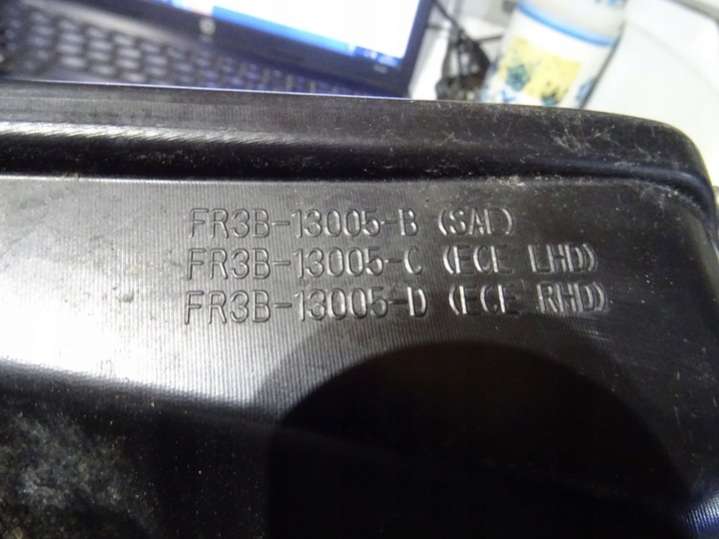 FR3B-13005-B (SAE)
FR3B-13005-C (ECE LHD)
FR3B-13005-D (ECE RHD)